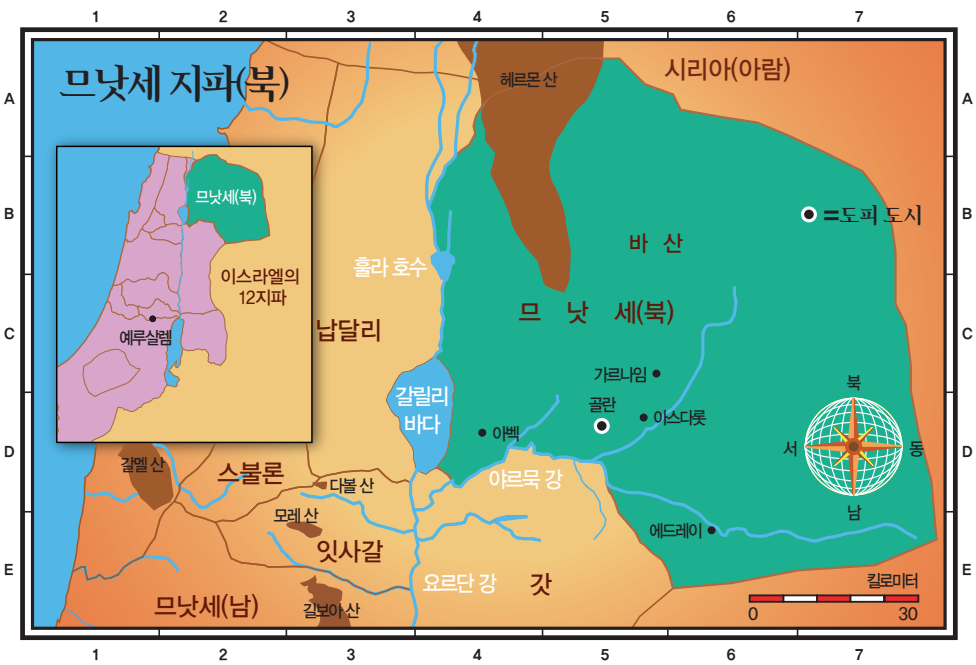 1 2 3 4 5 6 7
A A
므낫세 지파(북)
헤르몬 산
시리아(아람)
B B
므낫세(북)
=도피 도시
바 산
훌라 호수
이스라엘의
12지파
므 낫 세(북)
C C
납달리
예루살렘
가르나임
갈릴리
바다
골란
아스다롯
아벡
북
서 동
남
D D
갈멜 산
스불론
다볼 산
야르묵 강
모레 산
에드레이
잇사갈
E E
요르단 강
갓
킬로미터
0 30
므낫세(남)
길보아 산
1 2 3 4 5 6 7